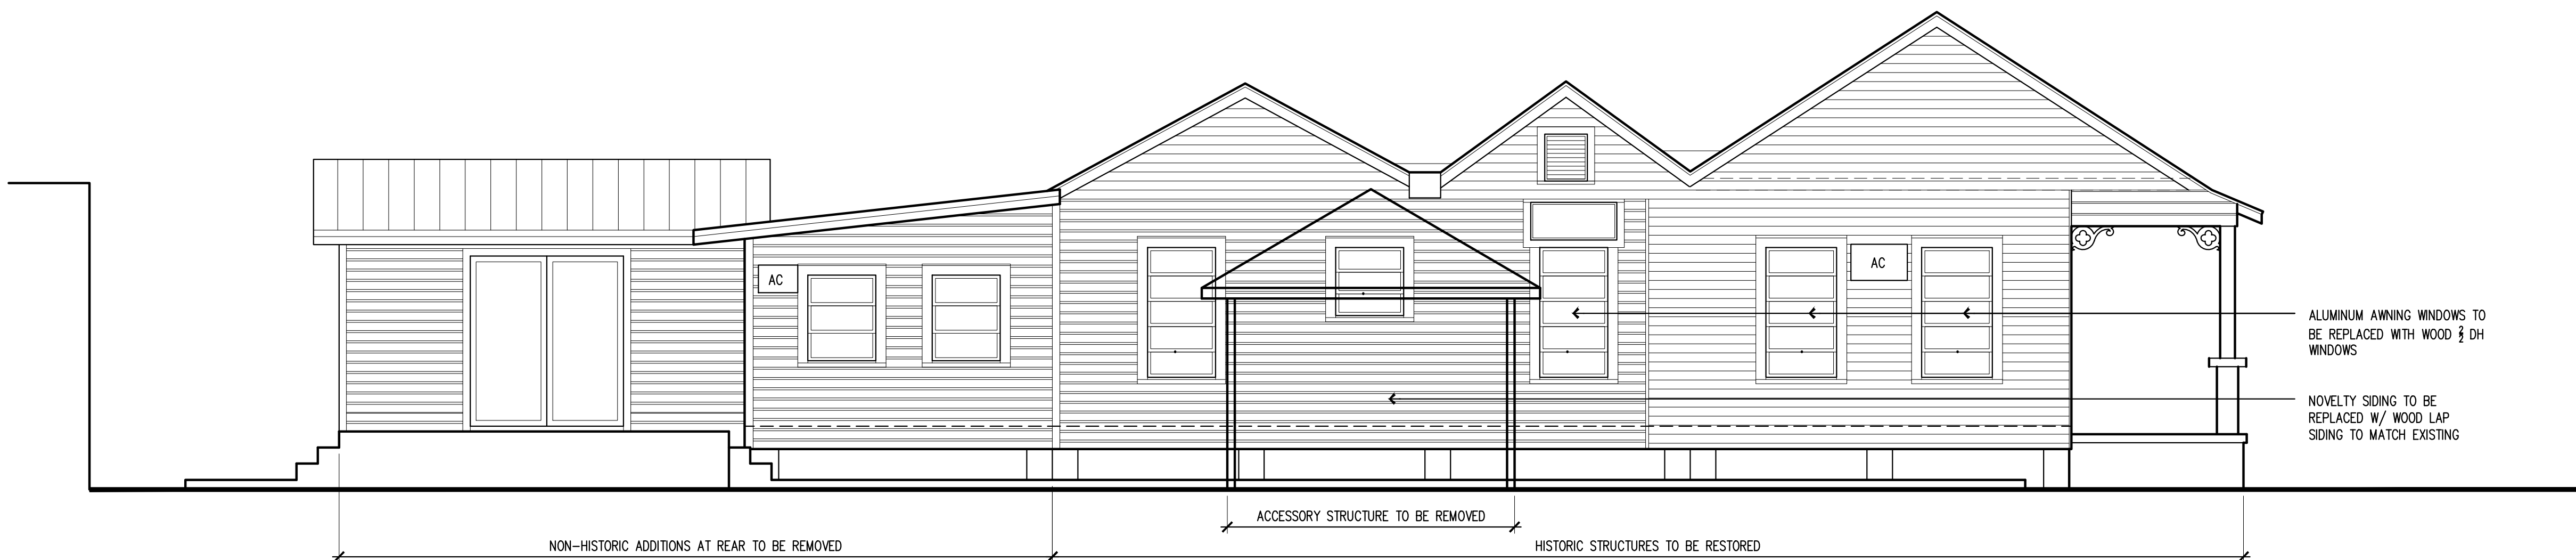 AC
AC
ALUMINUM AWNING WINDOWS TO
BE REPLACED WITH WOOD 2/2 DH
WINDOWS
NOVELTY SIDING TO BE
REPLACED W/ WOOD LAP
SIDING TO MATCH EXISTING
ACCESSORY STRUCTURE TO BE REMOVED
NON-HISTORIC ADDITIONS AT REAR TO BE REMOVED
HISTORIC STRUCTURES TO BE RESTORED